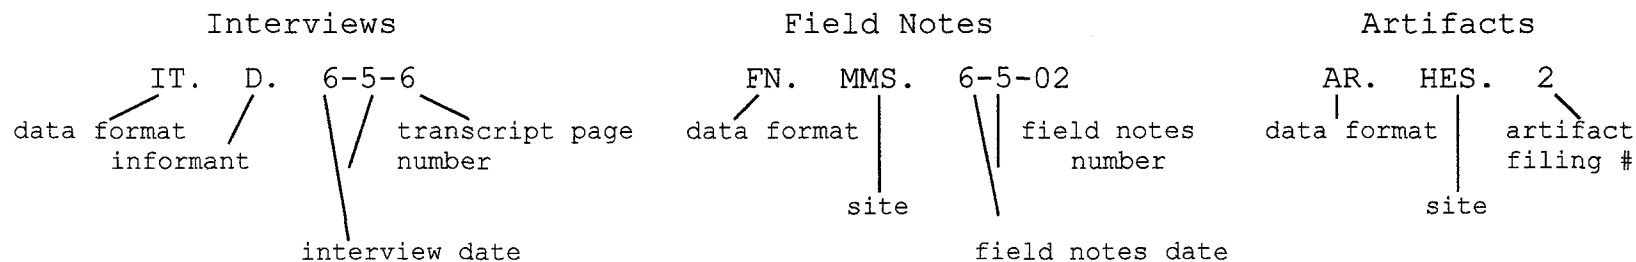 Interviews
IT. D. 6-5-6
data format
informant
transcript page
number
interview date
Field Notes
FN. MMS. 6-5-02
data format
field notes
number
site
field notes date
Artifacts
AR. HES. 2
data format
artifact
filing #
site